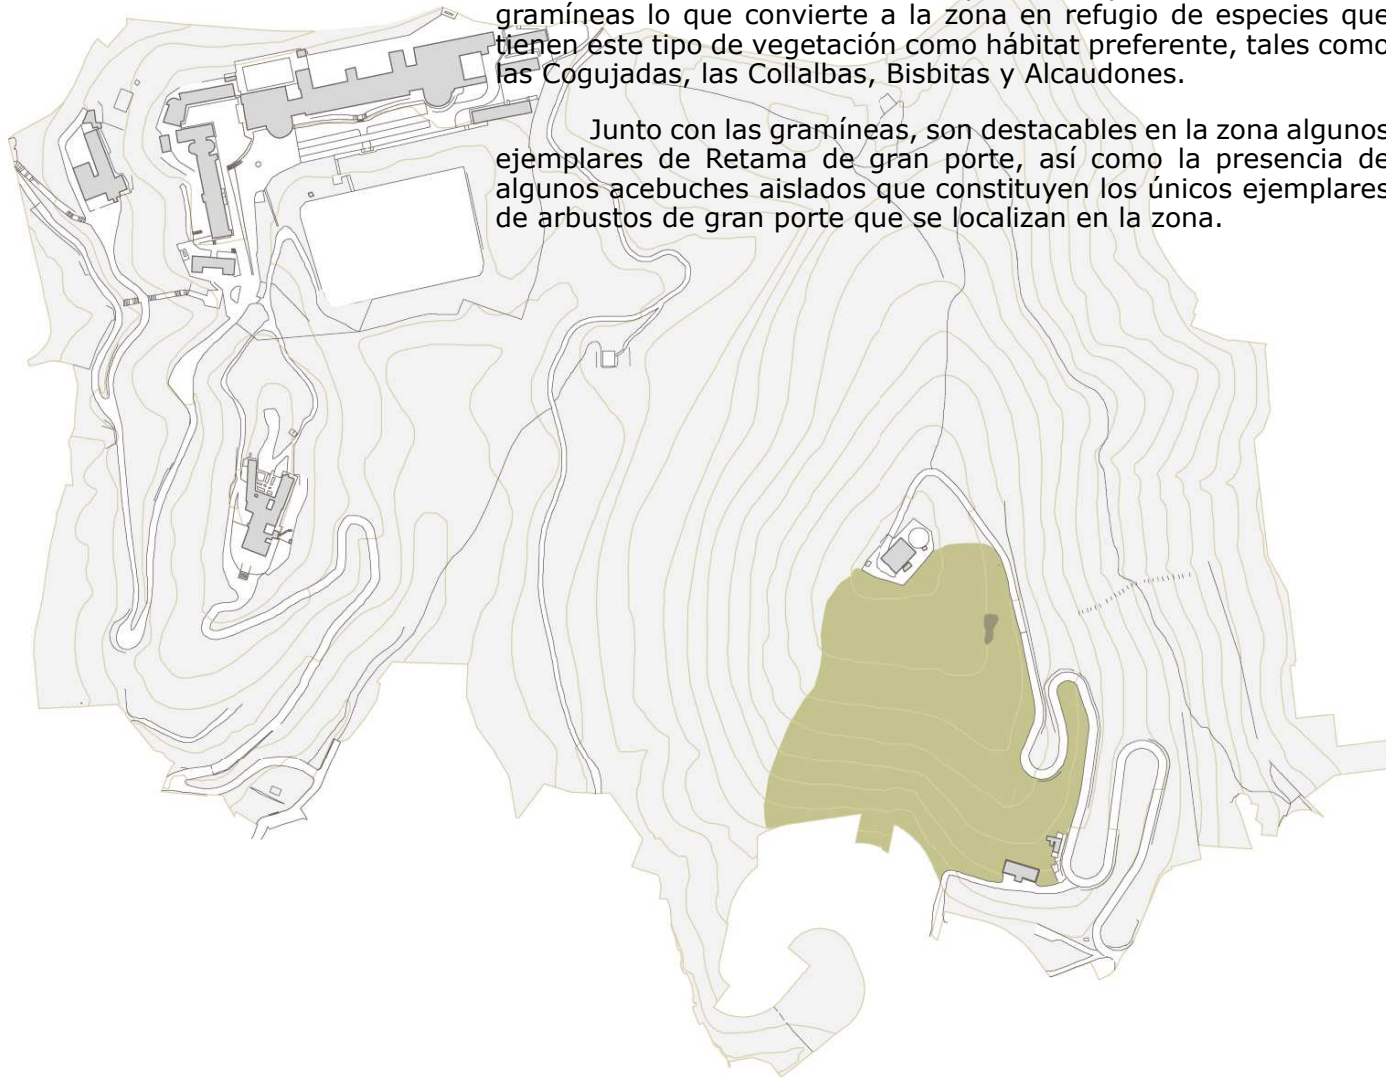 gramíneas lo que convierte a la zona en refugio de especies que
tienen este tipo de vegetación como hábitat preferente, tales como
las Cogujadas, las Collalbas, Bisbitas y Alcaudones.
Junto con las gramíneas, son destacables en la zona algunos
ejemplares de Retama de gran porte, así como la presencia de
algunos acebuches aislados que constituyen los únicos ejemplares
de arbustos de gran porte que se localizan en la zona.